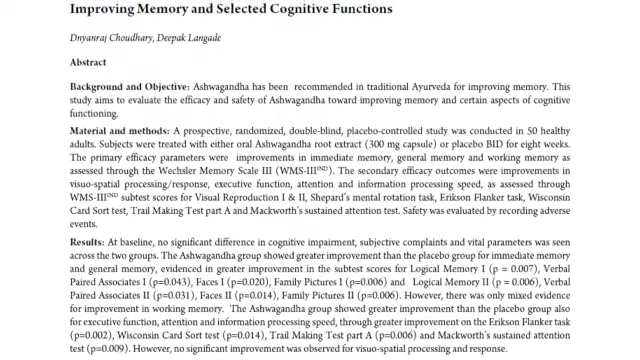 Improving Memory and Selected Cognitive Functions
Dnyanraj Choudhary, Deepak Langade
Abstract
Background and Objective: Ashwagandha has been recommended in traditional Ayurveda for improving memory. This
study aims to evaluate the efficacy and safety of Ashwagandha toward improving memory and certain aspects of cognitive
functioning.
Material and methods: A prospective, randomized, double-blind, placebo-controlled study was conducted in 50 healthy
adults. Subjects were treated with either oral Ashwagandha root extract (300 mg capsule) or placebo BID for eight weeks.
The primary efficacy parameters were improvements in immediate memory, general memory and working memory as
assessed through the Wechsler Memory Scale III (WMS-IIIIND). The secondary efficacy outcomes were improvements in
visuo-spatial processing/response, executive function, attention and information processing speed, as assessed through
WMS-IIIIND subtest scores for Visual Reproduction I & II, Shepard's mental rotation task, Erikson Flanker task, Wisconsin
Card Sort test, Trail Making Test part A and Mackworth's sustained attention test. Safety was evaluated by recording adverse
events.
Results: At baseline, no significant difference in cognitive impairment, subjective complaints and vital parameters was seen
across the two groups. The Ashwagandha group showed greater improvement than the placebo group for immediate memory
and general memory, evidenced in greater improvement in the subtest scores for Logical Memory I (p = 0.007), Verbal
Paired Associates I (p=0.043), Faces I (p=0.020), Family Pictures I (p=0.006) and Logical Memory II (p = 0.006), Verbal
Paired Associates II (p=0.031), Faces II (p=0.014), Family Pictures II (p=0.006). However, there was only mixed evidence
for improvement in working memory. The Ashwagandha group showed greater improvement than the placebo group also
for executive function, attention and information processing speed, through greater improvement on the Erikson Flanker task
(p=0.002), Wisconsin Card Sort test (p=0.014), Trail Making Test part A (p=0.006) and Mackworth's sustained attention
test (p=0.009). However, no significant improvement was observed for visuo-spatial processing and response.